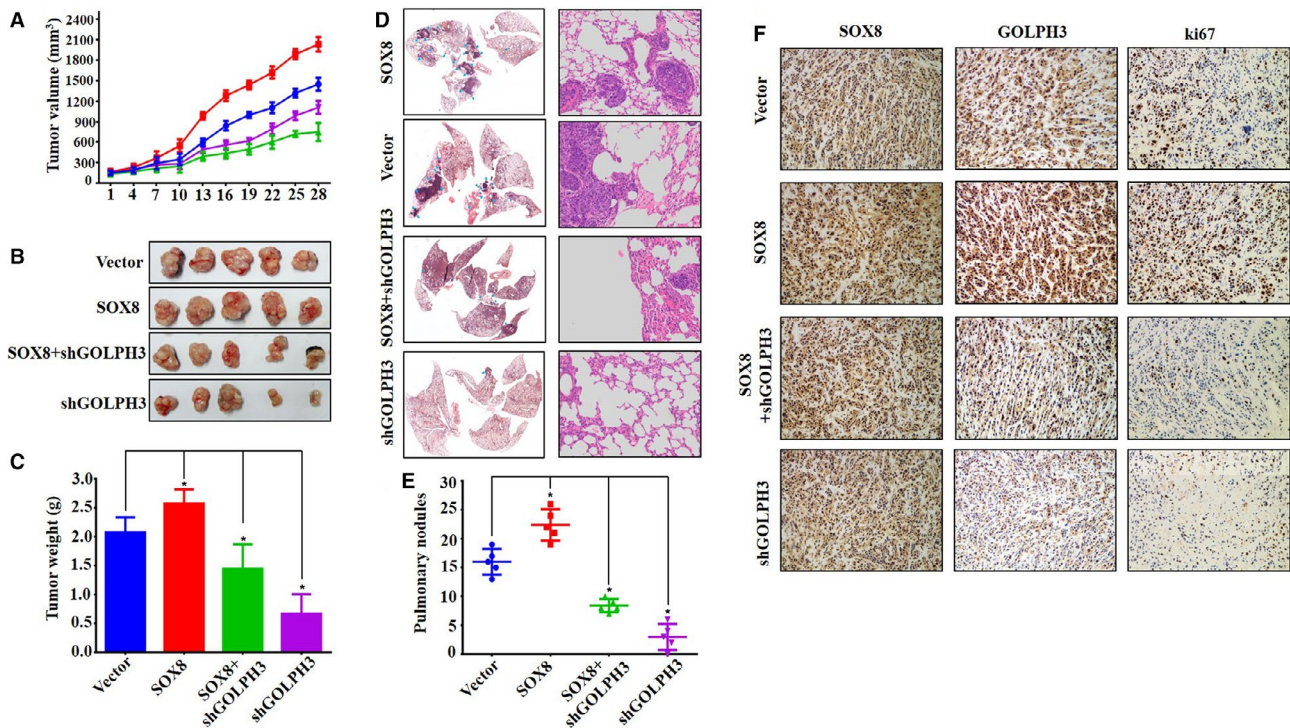 A
Tumor value (mm³)
2400
2100
1800
1500
1200
900
600
300
0
1 4 7 10 13 16 19 22 25 28
B
Vector
SOX8
SOX8+shGOLPH3
shGOLPH3
C
Tumor weight (g)
3.0
2.5
2.0
1.5
1.0
0.5
0.0
* * *
Vector
SOX8
SOX8+
shGOLPH3
shGOLPH3
D
SOX8
Vector
SOX8+shGOLPH3
shGOLPH3
E
Pulmonary nodules
30
25
20
15
10
5
0
* * *
Vector
SOX8
SOX8+
shGOLPH3
shGOLPH3
F
SOX8 GOLPH3 ki67
Vector
SOX8
SOX8
+shGOLPH3
shGOLPH3